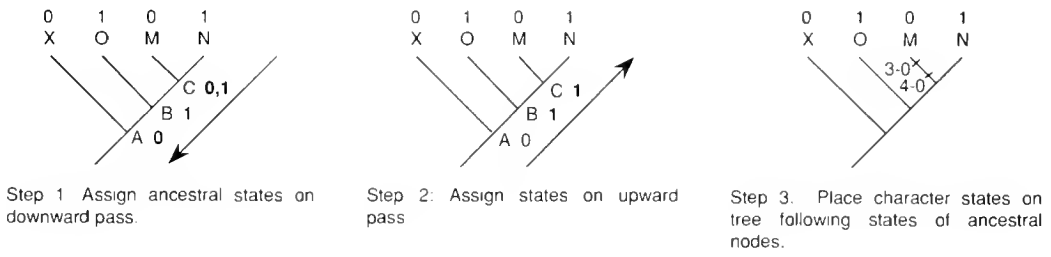 0 1 0 1
X O M N
C 0,1
B 1
A 0
Step 1 Assign ancestral states on
downward pass.
0 1 0 1
X O M N
C 1
B 1
A 0
Step 2: Assign states on upward
pass
0 1 0 1
X O M N
3-0
4-0
Step 3. Place character states on
tree following states of ancestral
nodes.